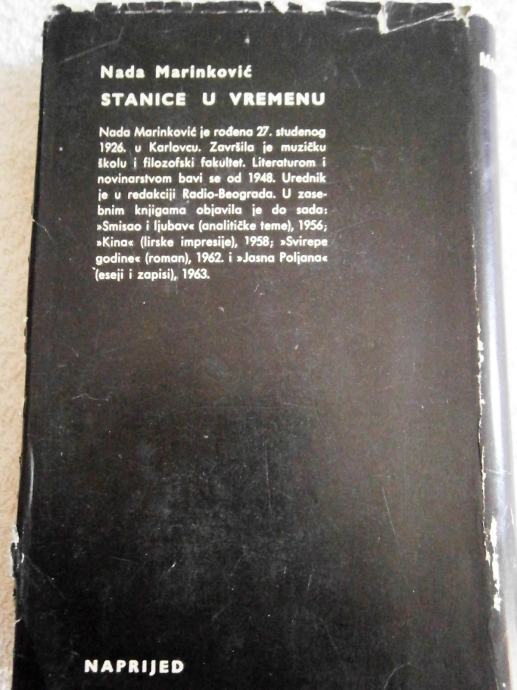 Nada Marinković
STANICE U VREMENU
Nada Marinković je rođena 27. studenog
1926. u Karlovcu. Završila je muzičku
školu i filozofski fakultet. Literaturom i
novinarstvom bavi se od 1948. Urednik
je u redakciji Radio-Beograda. U zase-
bnim knjigama objavila je do sada:
»Smisao i ljubav« (analitičke teme), 1956;
»Kina« (lirske impresije), 1958; »Svirepe
godine« (roman), 1962. i »Jasna Poljana«
(eseji i zapisi), 1963.
NAPRIJED